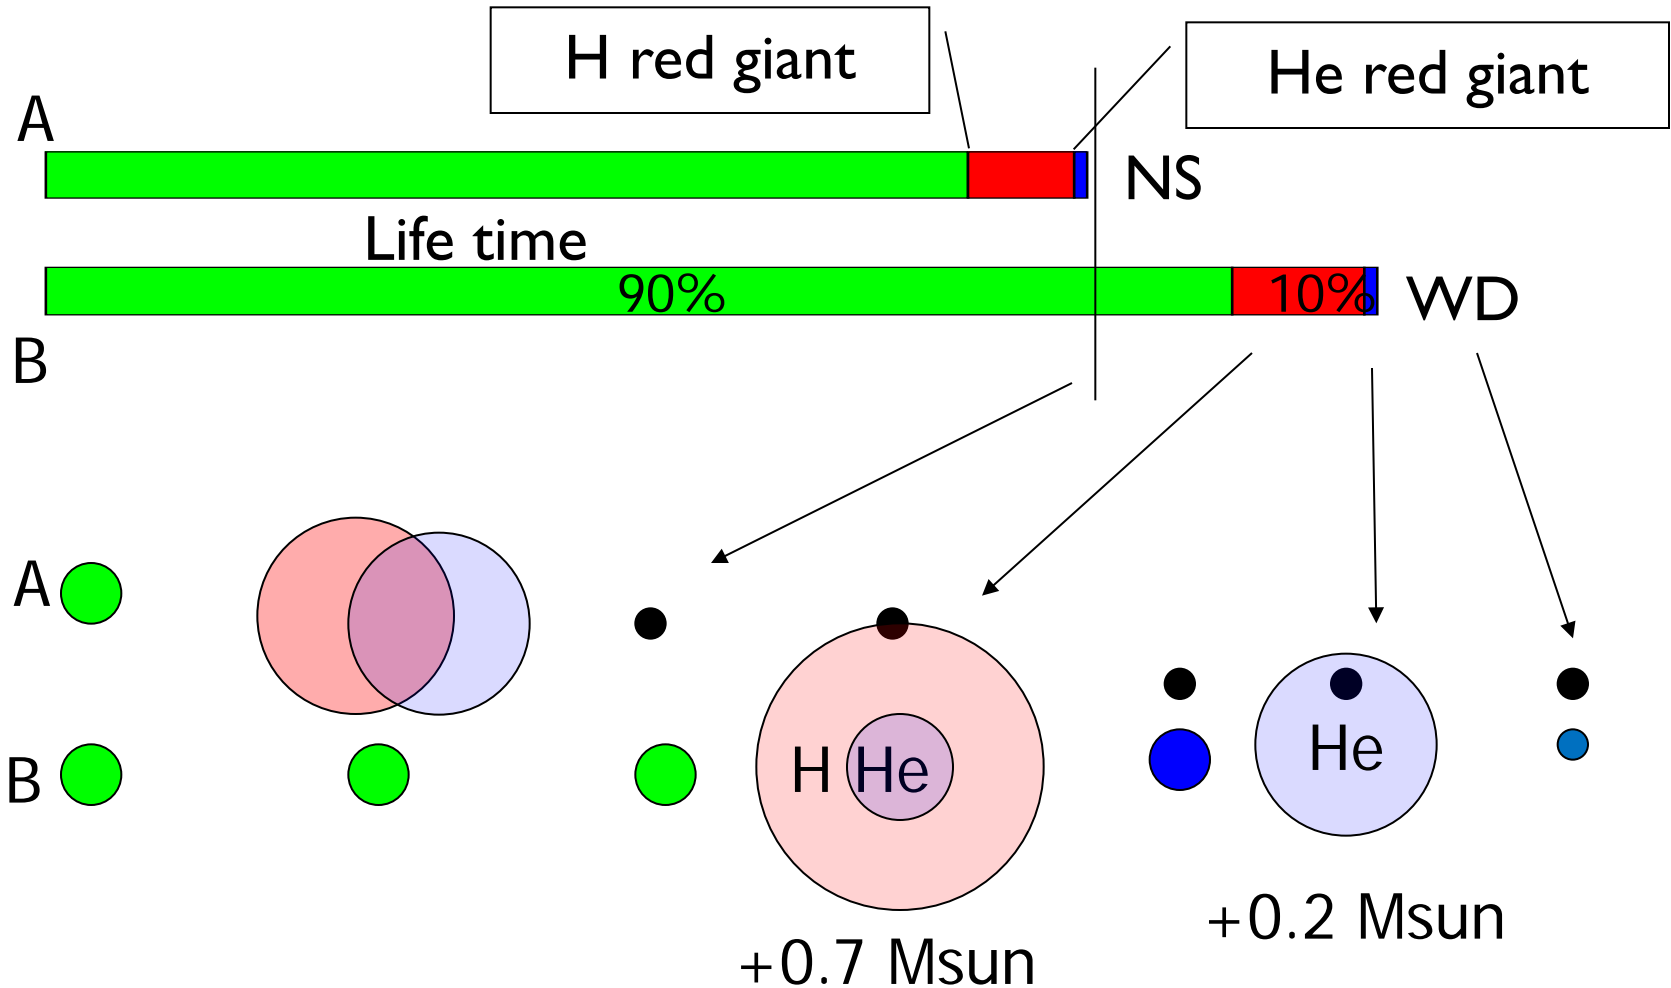 H red giant
He red giant
A
NS
Life time
90%
10%
WD
B
A
B
H He
He
+0.2 Msun
+0.7 Msun